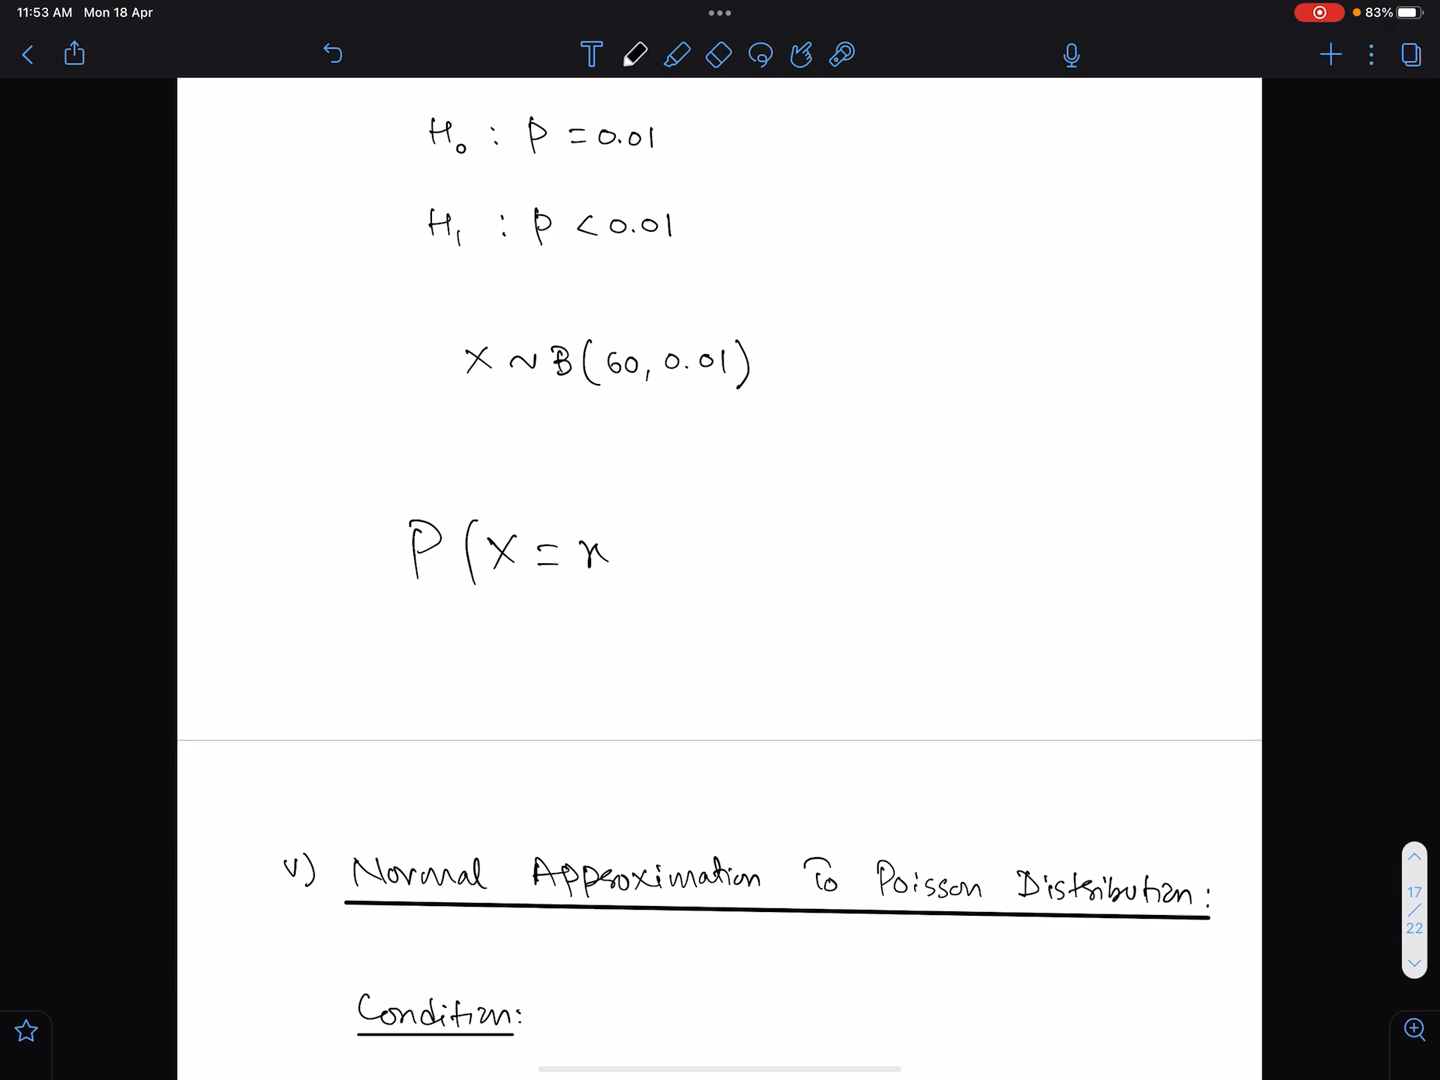 11:53 AM Mon 18 Apr
83%
H₀ : p = 0.01
H₁ : p < 0.01
X ~ B(60, 0.01)
P(X = x
v) Normal Approximation To Poisson Distribution:
17
/
22
Condition: